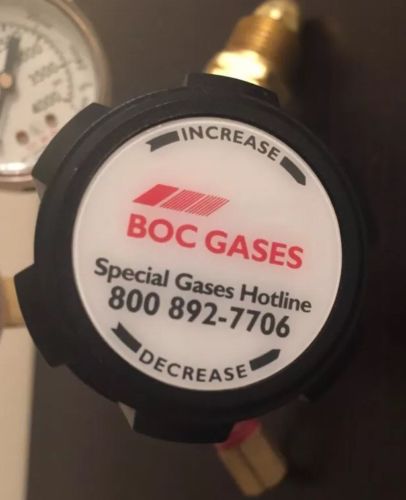 INCREASE
BOC GASES
Special Gases Hotline
800 892-7706
DECREASE